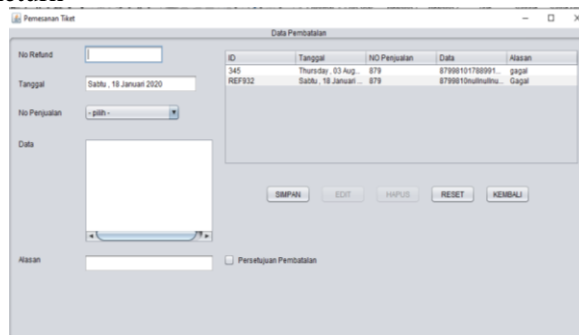 Pemesanan Tiket
Data Pembatalan
No Refund
Tanggal
Sabtu , 18 Januari 2020
No Penjualan
- pilih -
Data
Alasan
ID Tanggal NO Penjualan Data Alasan
345 Thursday , 03 Aug... 879 87998101788991... gagal
REF932 Sabtu , 18 Januari ... 879 8799810nullnullnu... Gagal
SIMPAN EDIT HAPUS RESET KEMBALI
Persetujuan Pembatalan